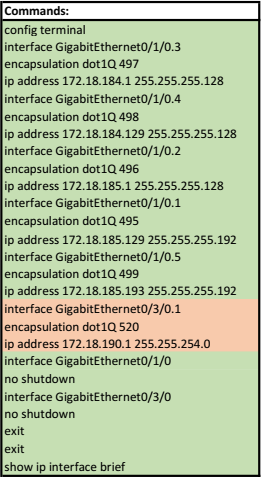 Commands:
config terminal
interface GigabitEthernet0/1/0.3
encapsulation dot1Q 497
ip address 172.18.184.1 255.255.255.128
interface GigabitEthernet0/1/0.4
encapsulation dot1Q 498
ip address 172.18.184.129 255.255.255.128
interface GigabitEthernet0/1/0.2
encapsulation dot1Q 496
ip address 172.18.185.1 255.255.255.128
interface GigabitEthernet0/1/0.1
encapsulation dot1Q 495
ip address 172.18.185.129 255.255.255.192
interface GigabitEthernet0/1/0.5
encapsulation dot1Q 499
ip address 172.18.185.193 255.255.255.192
interface GigabitEthernet0/3/0.1
encapsulation dot1Q 520
ip address 172.18.190.1 255.255.254.0
interface GigabitEthernet0/1/0
no shutdown
interface GigabitEthernet0/3/0
no shutdown
exit
exit
show ip interface brief